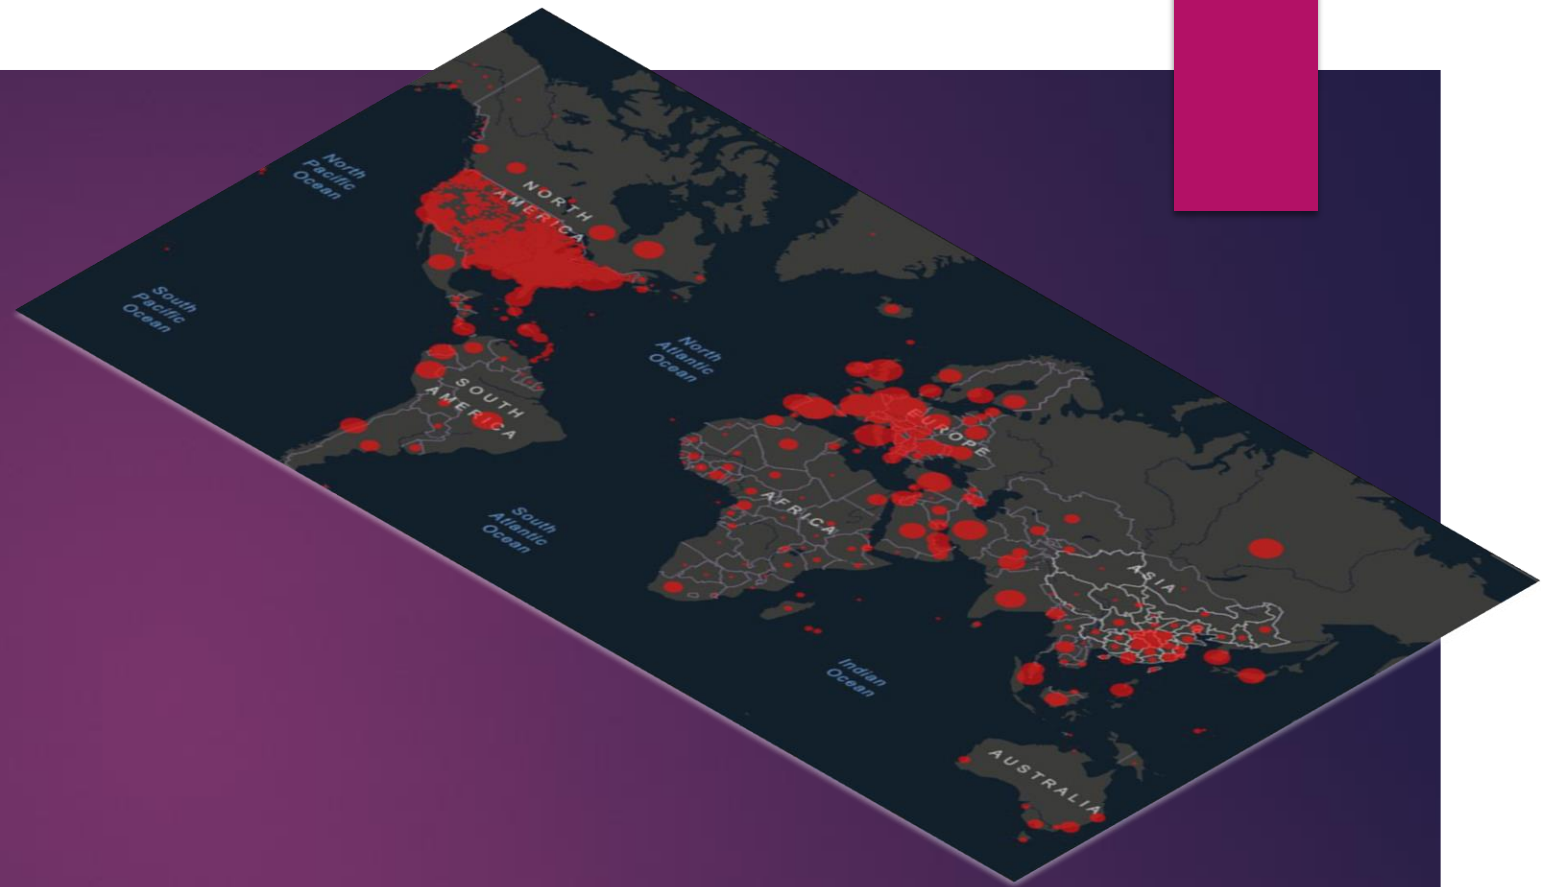 North
Pacific
Ocean
NORTH
AMERICA
South
Pacific
Ocean
North
Atlantic
Ocean
SOUTH
AMERICA
EUROPE
AFRICA
South
Atlantic
Ocean
ASIA
Indian
Ocean
AUSTRALIA